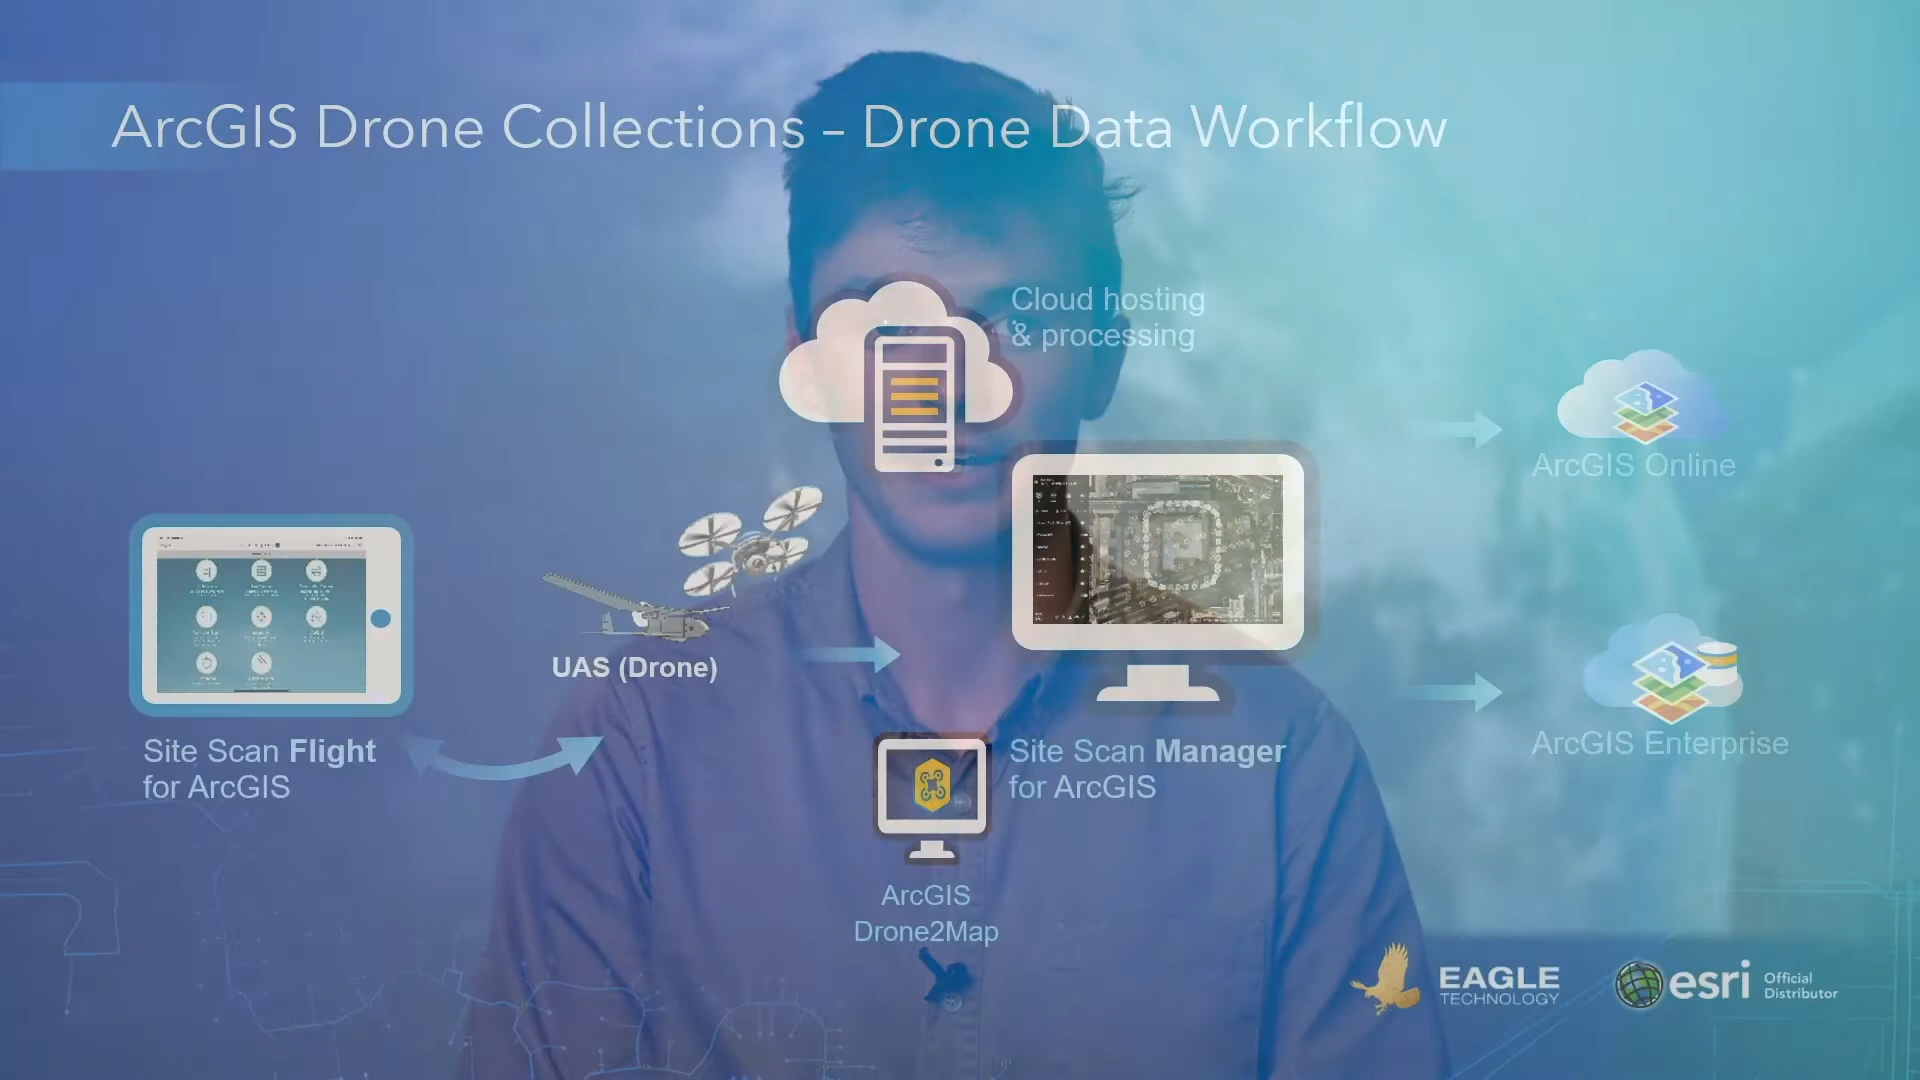 ArcGIS Drone Collections – Drone Data Workflow
Cloud hosting
& processing
ArcGIS Online
UAS (Drone)
Site Scan Flight
for ArcGIS
Site Scan Manager
for ArcGIS
ArcGIS Enterprise
ArcGIS
Drone2Map
EAGLE
TECHNOLOGY
esri
Official
Distributor